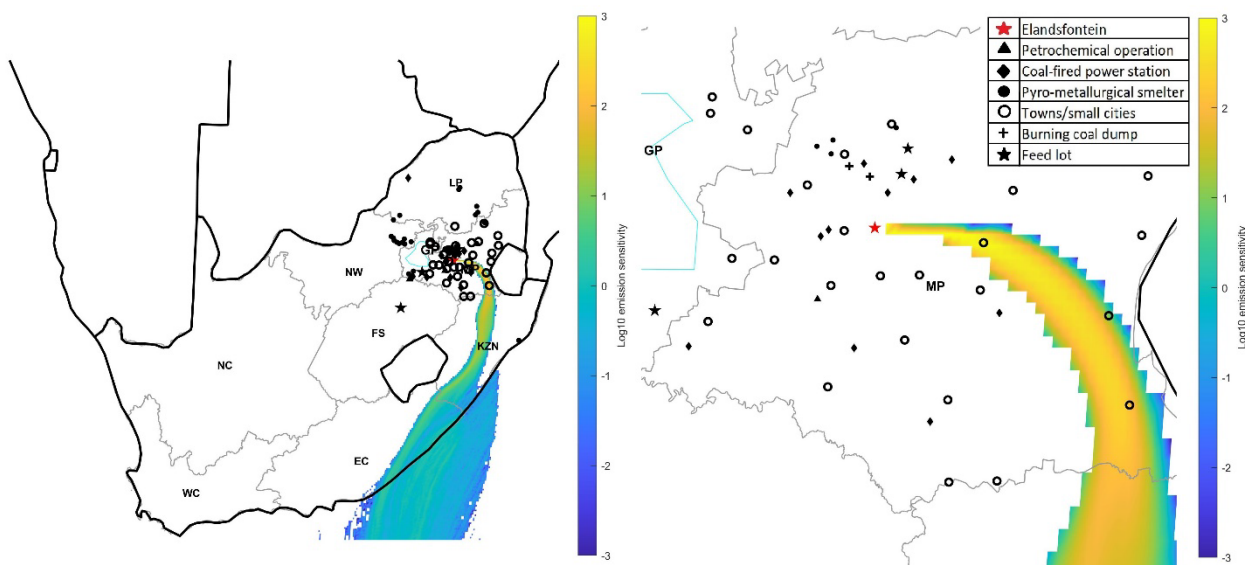 3
2
1
0
-1
-2
-3
Log10 emission sensitivity
LP
GP
NW
FS
KZN
NC
EC
WC
Elandsfontein
Petrochemical operation
Coal-fired power station
Pyro-metallurgical smelter
Towns/small cities
Burning coal dump
Feed lot
GP
MP
3
2
1
0
-1
-2
-3
Log10 emission sensitivity